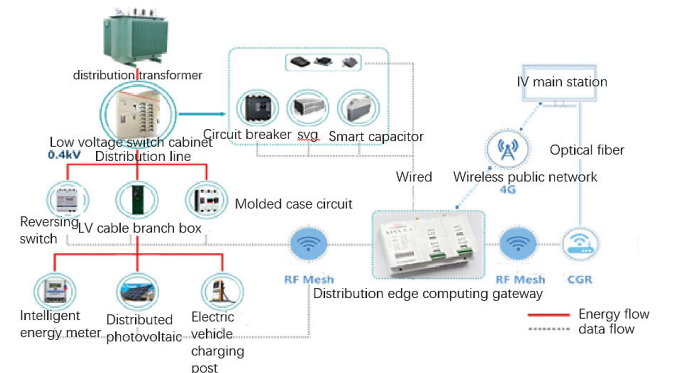 distribution transformer
IV main station
Circuit breaker
svg
Smart capacitor
Low voltage switch cabinet
0.4kV
Distribution line
Optical fiber
Wired
Wireless public network
4G
Molded case circuit
Reversing
switch
LV cable branch box
RF Mesh
RF Mesh
CGR
Distribution edge computing gateway
Intelligent
energy meter
Distributed
photovoltaic
Electric
vehicle
charging
post
Energy flow
data flow